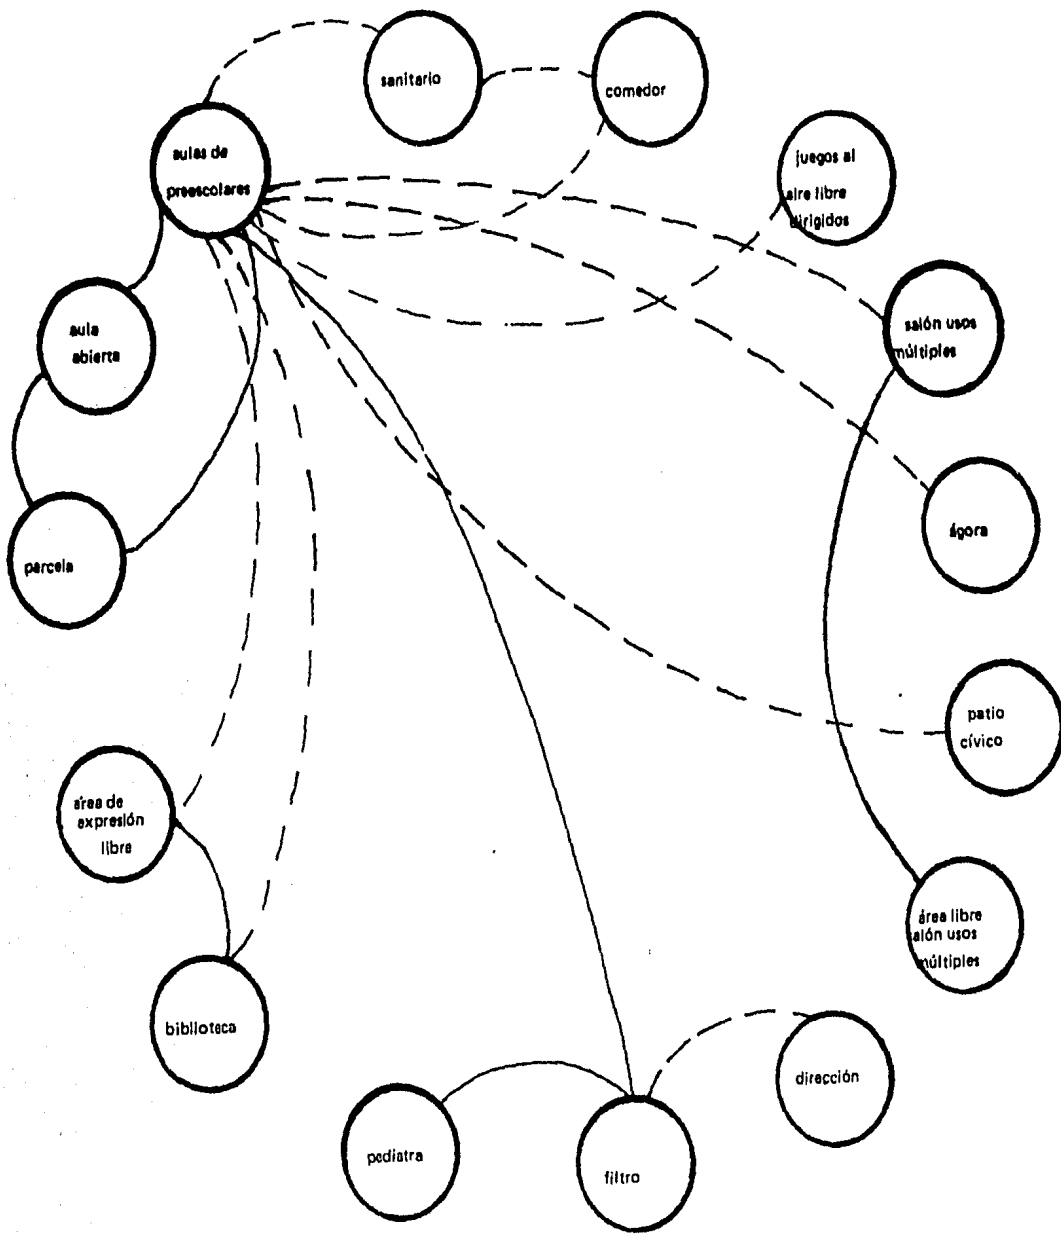 sanitario
comedor
aulas de
preescolares
juegos al
aire libre
dirigidos
aula
abierta
salón usos
múltiples
ágora
parcela
patio
cívico
área de
expresión
libre
área libre
salón usos
múltiples
biblioteca
dirección
pediatra
filtro